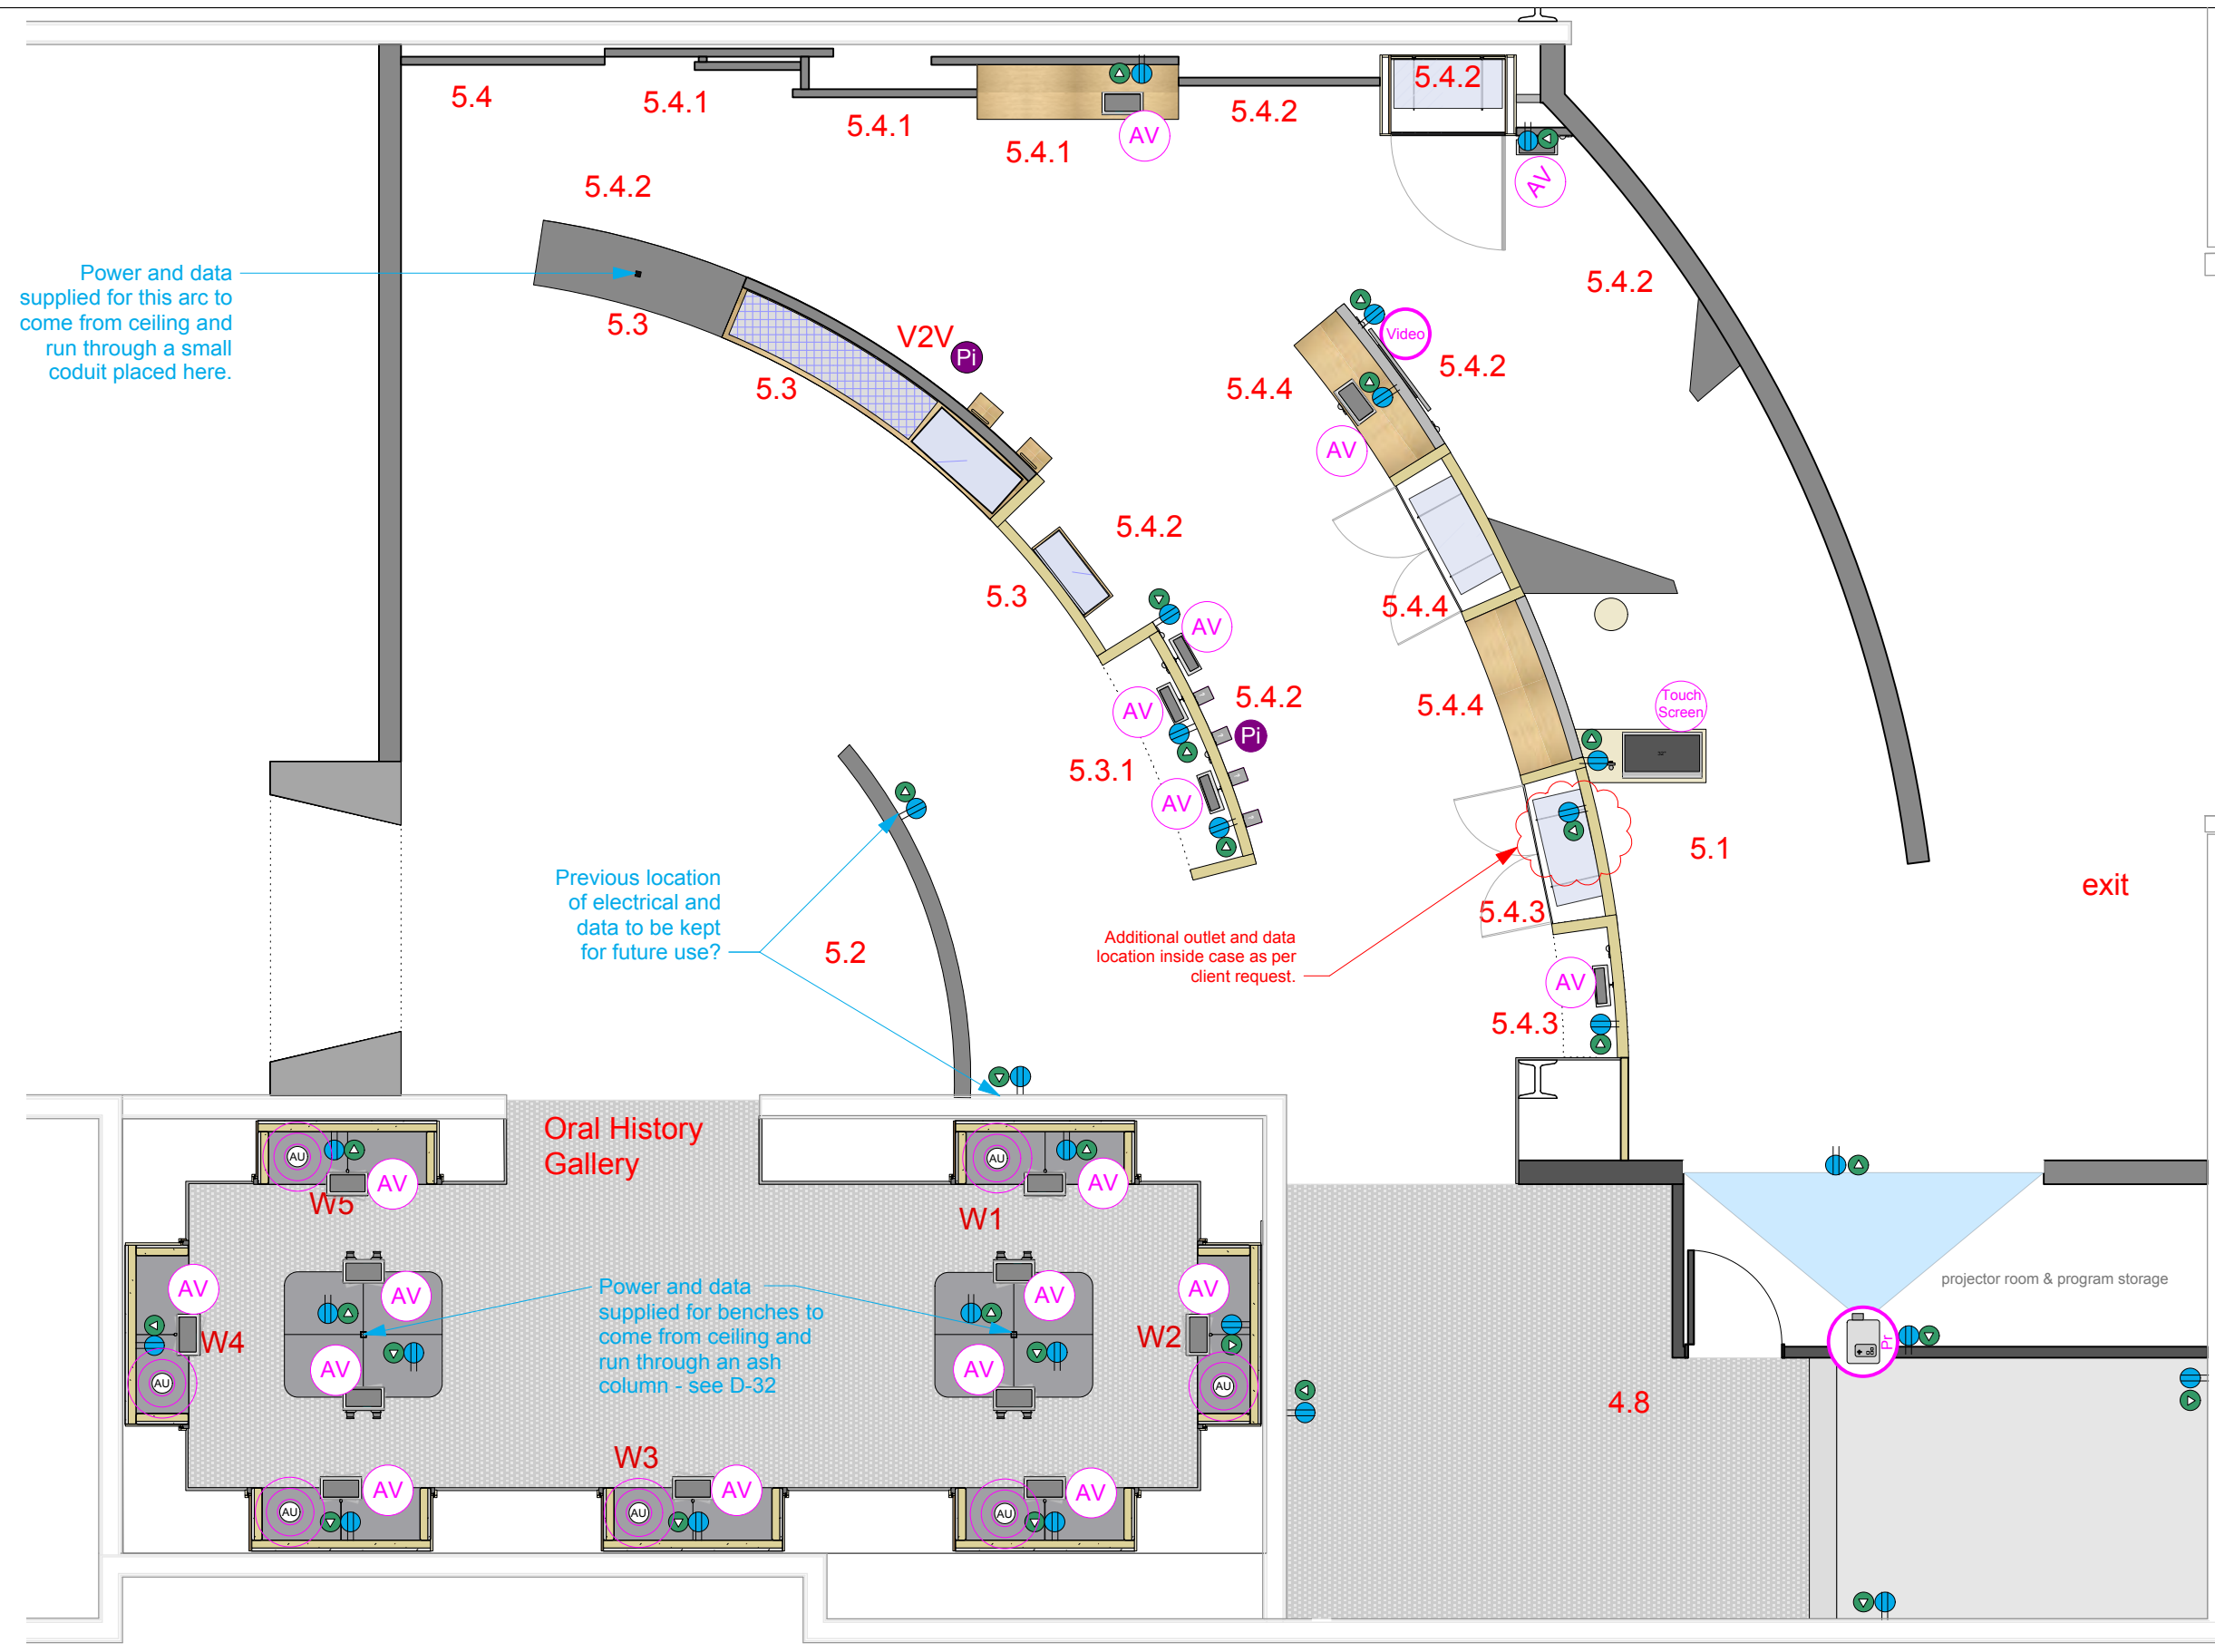 5.4
5.4.1
5.4.1
5.4.1
AV
5.4.2
5.4.2
AV
5.4.2
Power and data
supplied for this arc to
come from ceiling and
run through a small
coduit placed here.
5.3
5.3
V2V
Pi
5.4.2
Video
5.4.2
5.4.4
AV
5.4.2
5.3
5.4.4
AV
AV
5.4.2
Pi
5.3.1
AV
5.4.4
Touch
Screen
5.1
exit
Previous location
of electrical and
data to be kept
for future use?
5.2
Additional outlet and data
location inside case as per
client request.
5.4.3
AV
5.4.3
Oral History
Gallery
AU
AV
W5
AU
AV
W1
AV
W4
AU
AV
AV
Power and data
supplied for benches to
come from ceiling and
run through an ash
column - see D-32
AV
AV
AV
W2
AU
projector room & program storage
Pr
4.8
W3
AU
AV
AU
AV
AU
AV